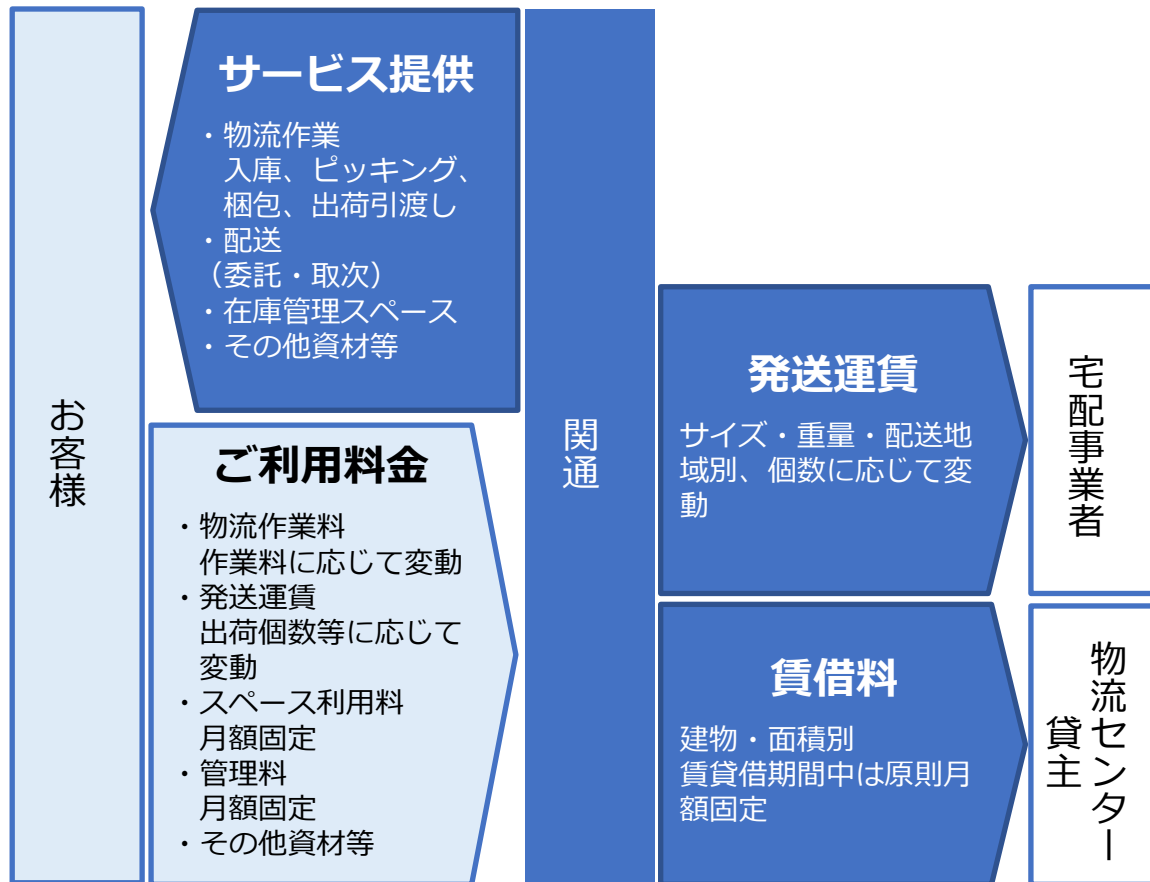 お客様
サービス提供
・物流作業
入庫、ピッキング、
梱包、出荷引渡し
・配送
（委託・取次）
・在庫管理スペース
・その他資材等
ご利用料金
・物流作業料
作業料に応じて変動
・発送運賃
出荷個数等に応じて
変動
・スペース利用料
月額固定
・管理料
月額固定
・その他資材等
関通
発送運賃
サイズ・重量・配送地
域別、個数に応じて変
動
宅配事業者
賃借料
建物・面積別
賃貸借期間中は原則月
額固定
物流センター
貸主